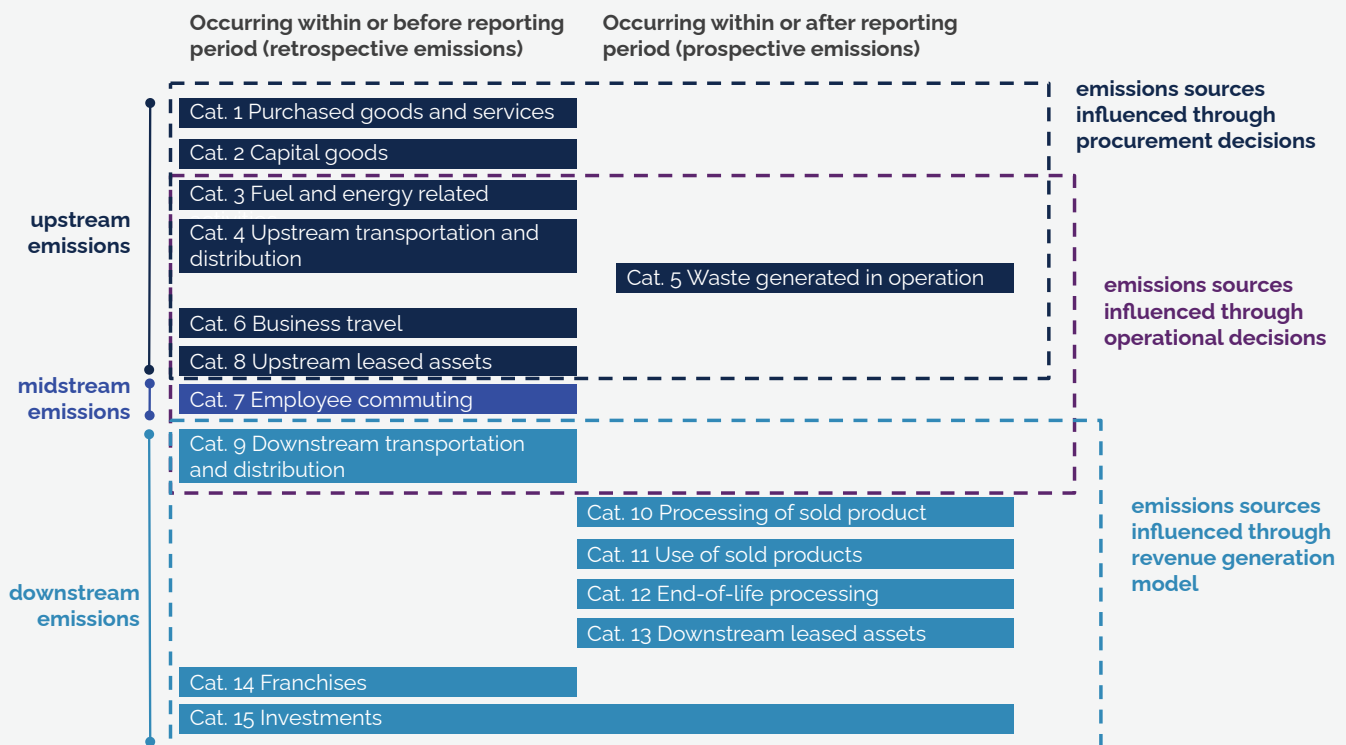 Occurring within or before reporting
period (retrospective emissions)
Occurring within or after reporting
period (prospective emissions)
emissions sources
influenced through
procurement decisions
Cat. 1 Purchased goods and services
Cat. 2 Capital goods
Cat. 3 Fuel and energy related
upstream
emissions
Cat. 4 Upstream transportation and
distribution
Cat. 5 Waste generated in operation
emissions sources
influenced through
operational decisions
Cat. 6 Business travel
Cat. 8 Upstream leased assets
midstream
emissions
Cat. 7 Employee commuting
Cat. 9 Downstream transportation
and distribution
Cat. 10 Processing of sold product
emissions sources
influenced through
revenue generation
model
Cat. 11 Use of sold products
downstream
emissions
Cat. 12 End-of-life processing
Cat. 13 Downstream leased assets
Cat. 14 Franchises
Cat. 15 Investments